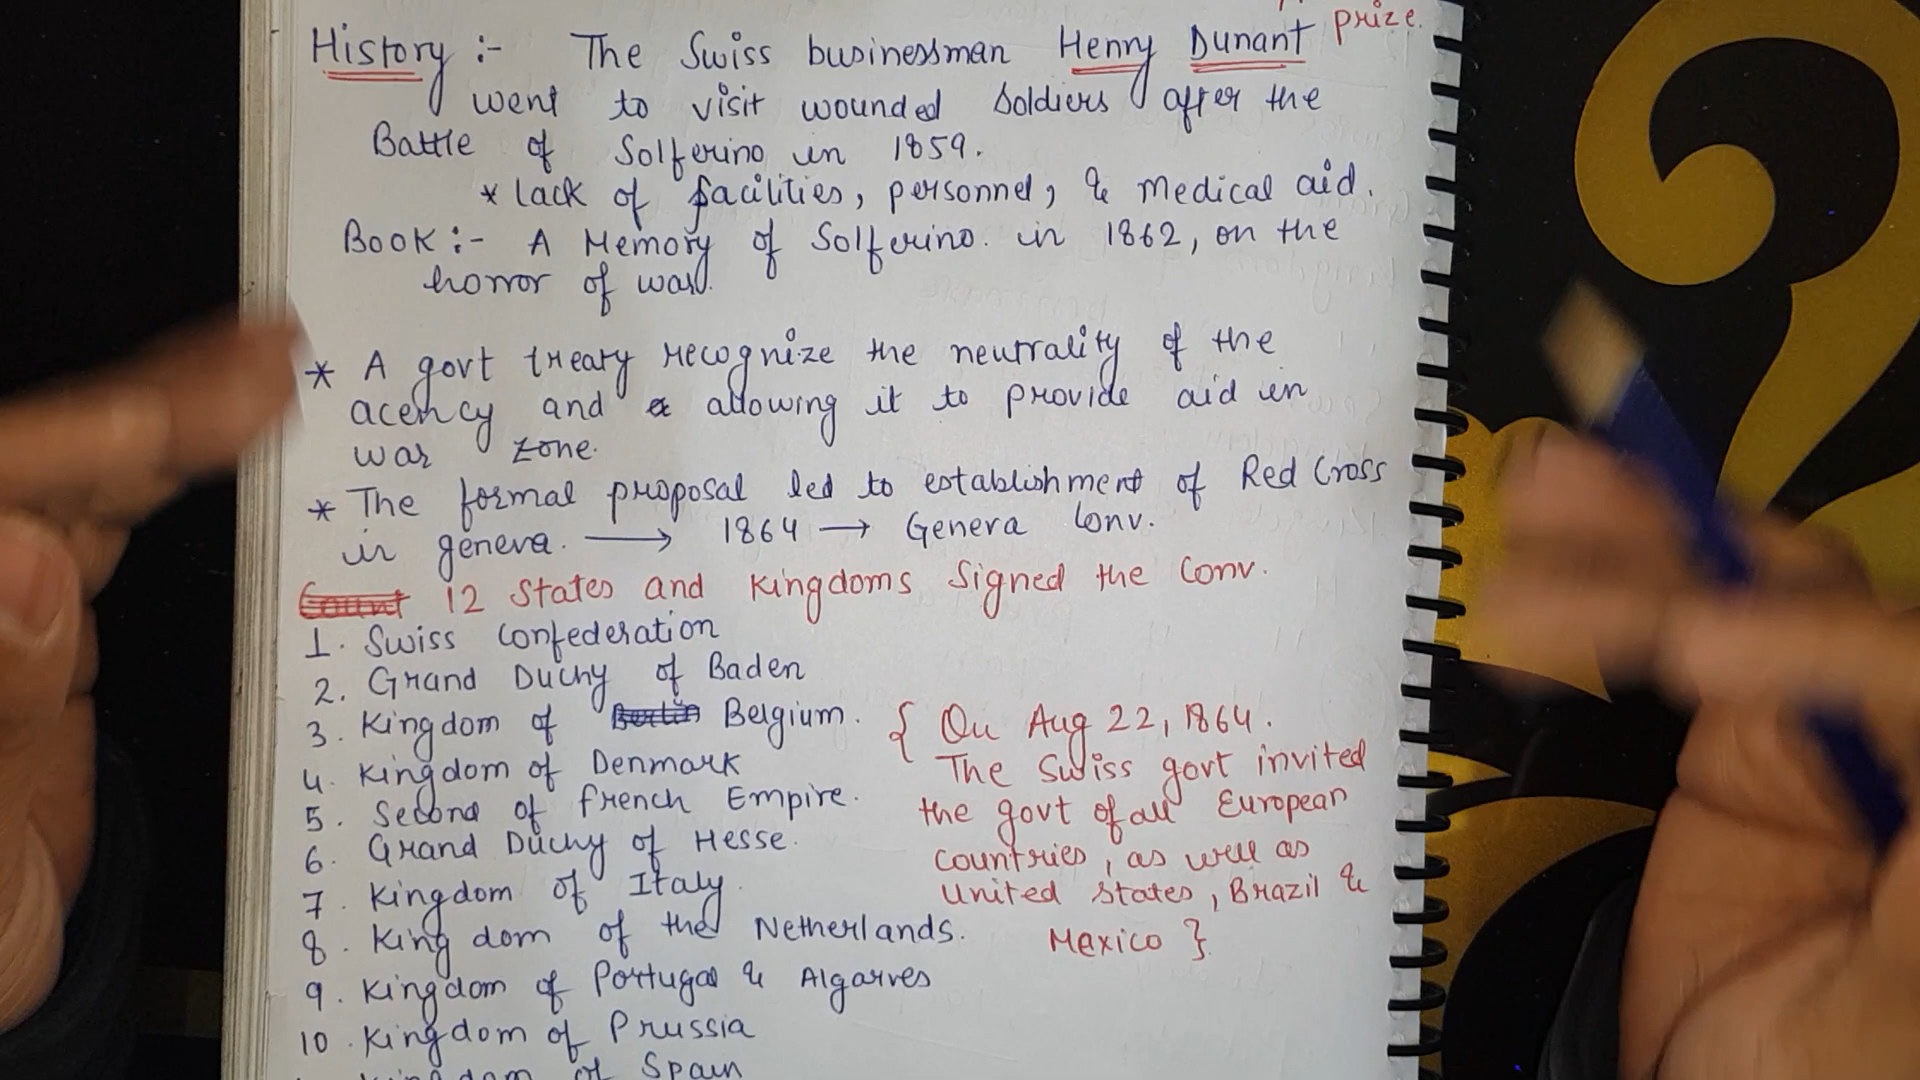 prize.
History :- The Swiss businessman Henry Dunant
went to visit wounded Soldiers after the
Battle of Solferino in 1859.
* lack of facilities, personnel, & Medical aid.
Book :- A Memory of Solferino. in 1862, on the
horror of war.
* A govt treaty recognize the neutrality of the
acency and allowing it to provide aid in
war zone.
* The formal proposal led to establishment of Red Cross
in geneva. → 1864 → Geneva Conv.
Count 12 States and Kingdoms Signed the Conv.
1. Swiss Confederation
2. Grand Duchy of Baden
3. Kingdom of Berlin Belgium.
4. Kingdom of Denmark
5. Second of French Empire.
6. Grand Duchy of Hesse.
7. Kingdom of Italy.
8. King dom of the Netherlands.
9. Kingdom of Portugal & Algarves
10. Kingdom of Prussia
Kingdom of Spain
{ On Aug 22, 1864.
The Swiss govt invited
the govt of all European
Countries, as well as
United States, Brazil &
Mexico }